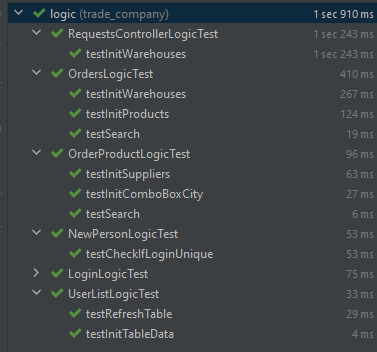 logic (trade_company) 1 sec 910 ms
RequestsControllerLogicTest 1 sec 243 ms
testInitWarehouses 1 sec 243 ms
OrdersLogicTest 410 ms
testInitWarehouses 267 ms
testInitProducts 124 ms
testSearch 19 ms
OrderProductLogicTest 96 ms
testInitSuppliers 63 ms
testInitComboBoxCity 27 ms
testSearch 6 ms
NewPersonLogicTest 53 ms
testCheckIfLoginUnique 53 ms
LoginLogicTest 75 ms
UserListLogicTest 33 ms
testRefreshTable 29 ms
testInitTableData 4 ms